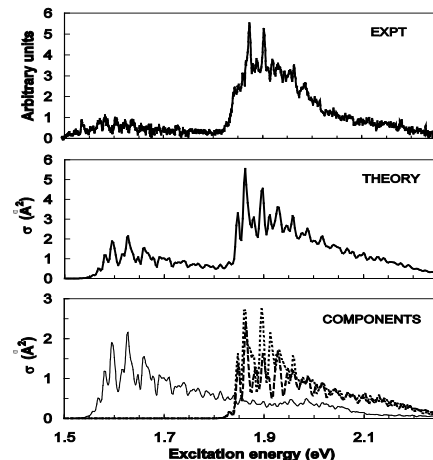 6
5
4
3
2
1
0
Arbitrary units
EXPT
6
5
4
3
2
1
0
σ (Å²)
THEORY
3
2
1
0
σ (Å²)
COMPONENTS
1.5 1.7 1.9 2.1
Excitation energy (eV)